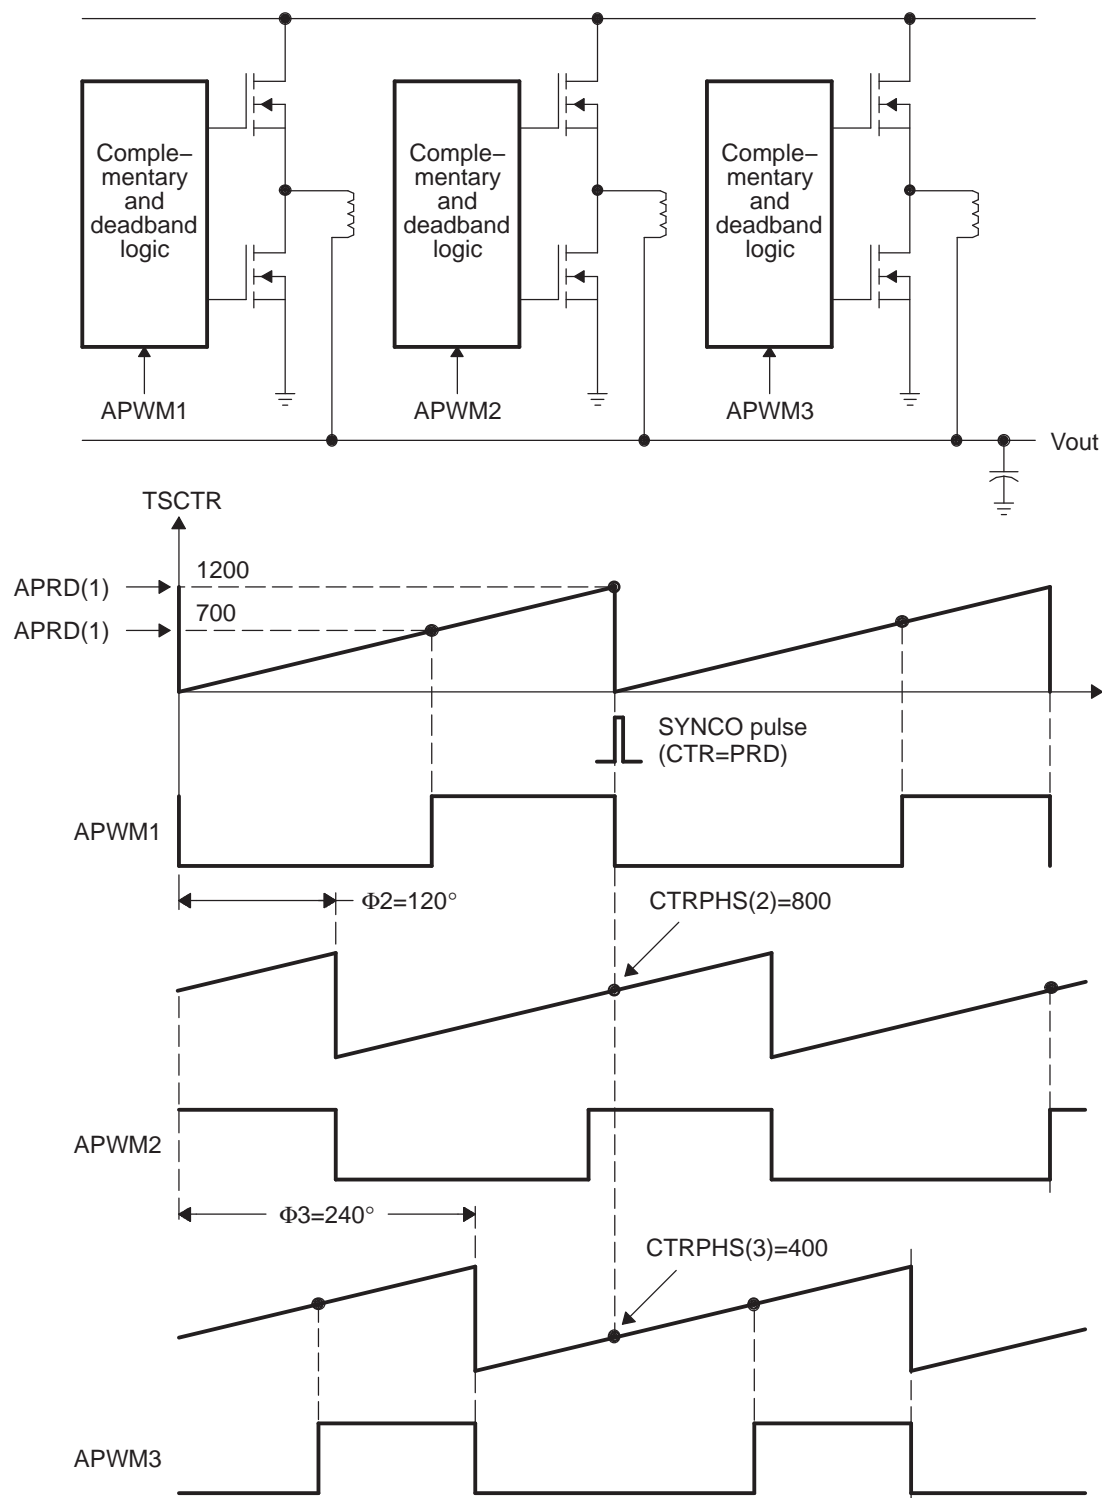 Comple–
mentary
and
deadband
logic
Comple–
mentary
and
deadband
logic
Comple–
mentary
and
deadband
logic
APWM1
APWM2
APWM3
Vout
TSCTR
APRD(1)
1200
APRD(1)
700
SYNCO pulse
(CTR=PRD)
APWM1
Φ2=120°
CTRPHS(2)=800
APWM2
Φ3=240°
CTRPHS(3)=400
APWM3